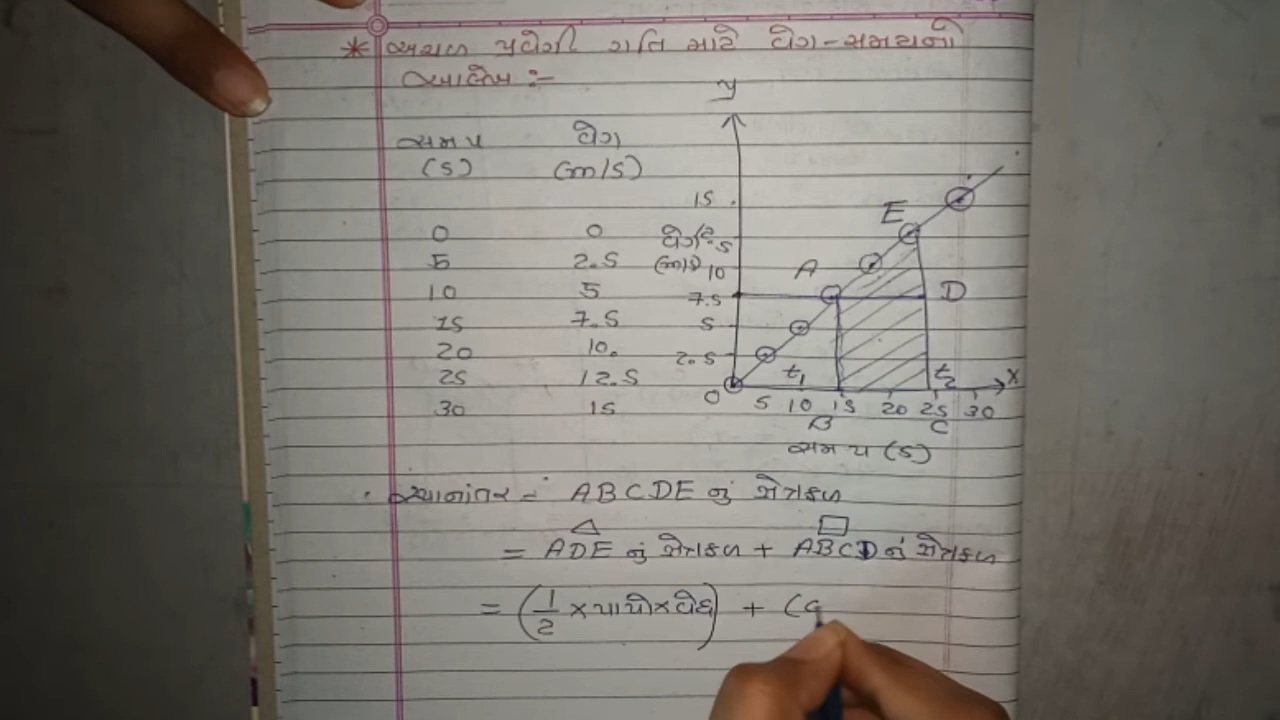 * અચળ પ્રવેગી ગતિ માટે વેગ-સમયનો
આલેખ :-
સમય વેગ
(s) (m/s)
0 0
5 2.5
10 5
15 7.5
20 10.
25 12.5
30 15
y
15
વેગ 12.5
(m/s) 10
7.5
5
2.5
0 5 10 15 20 25 30
A E D
t1 t2 x
B C
સમય (s)
સ્થાનાંતર = ABCDE નું ક્ષેત્રફળ
= △ADE નું ક્ષેત્રફળ + □ABCD નું ક્ષેત્રફળ
= (1/2 × પાયો × વેધ) + (